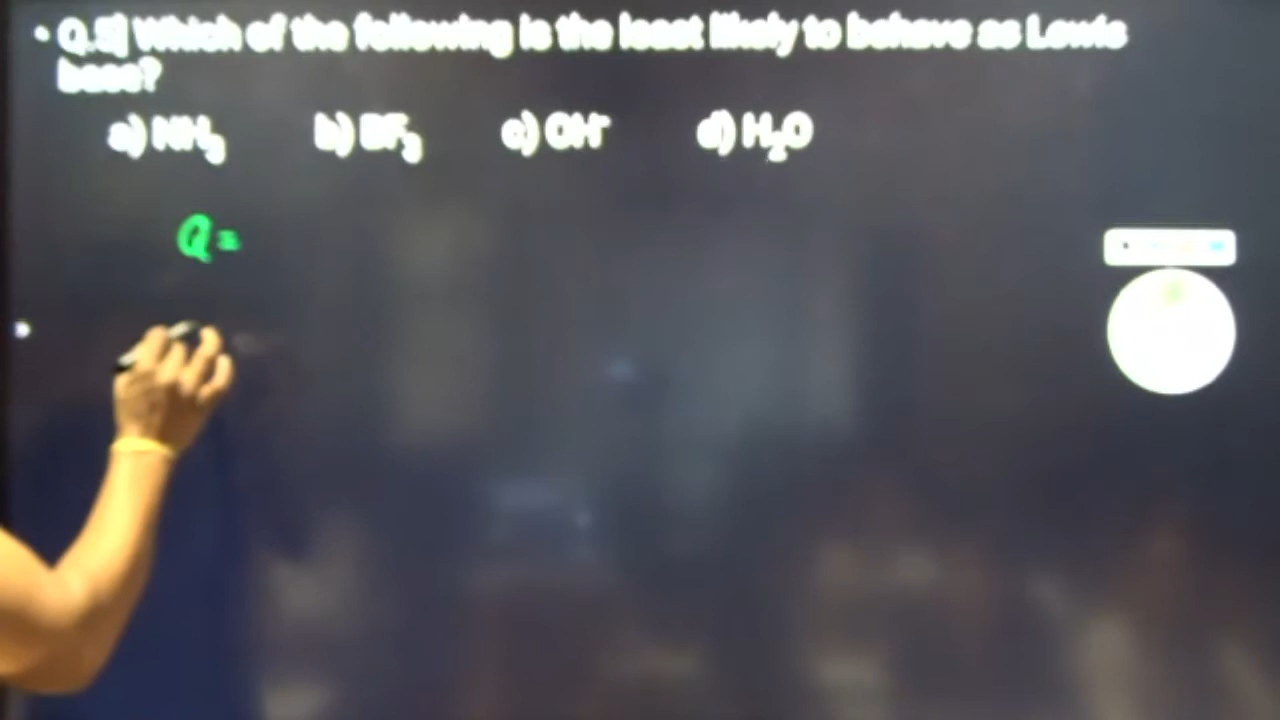 • Q.5] Which of the following is the least likely to behave as Lewis
base?
a) NH₃ b) BF₃ c) OH⁻ d) H₂O
Q =